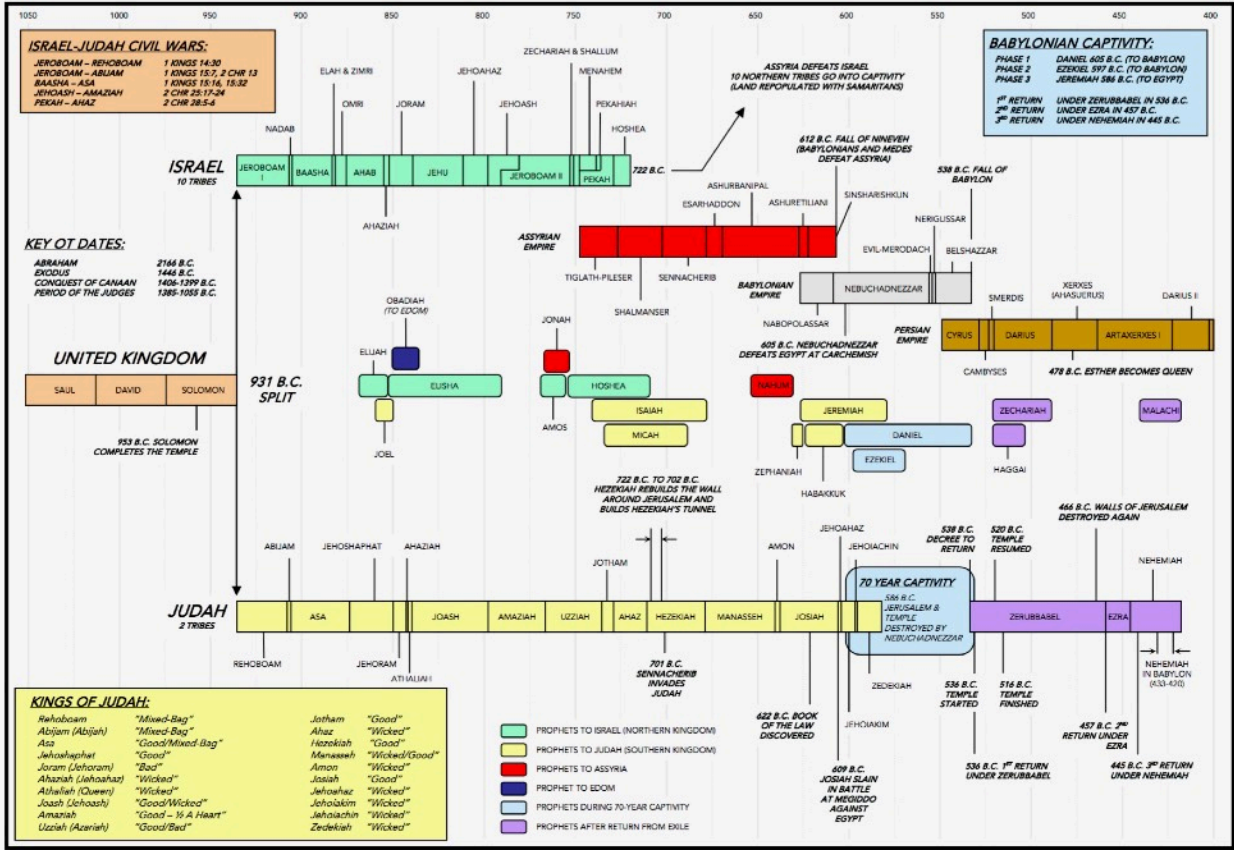 1050 1000 950 900 850 800 750 700 650 600 550 500 450 400
ISRAEL-JUDAH CIVIL WARS:
JEROBOAM – REHOBOAM 1 KINGS 14:30
JEROBOAM – ABIJAM 1 KINGS 15:7, 2 CHR 13
BAASHA – ASA 1 KINGS 15:16, 15:32
JEHOASH – AMAZIAH 2 CHR 25:17-24
PEKAH – AHAZ 2 CHR 28:5-6
BABYLONIAN CAPTIVITY:
PHASE 1 DANIEL 605 B.C. (TO BABYLON)
PHASE 2 EZEKIEL 597 B.C. (TO BABYLON)
PHASE 3 JEREMIAH 586 B.C. (TO EGYPT)
1ST RETURN UNDER ZERUBBABEL IN 536 B.C.
2ND RETURN UNDER EZRA IN 457 B.C.
3RD RETURN UNDER NEHEMIAH IN 445 B.C.
ZECHARIAH & SHALLUM
ELAH & ZIMRI
JEHOAHAZ
MENAHEM
OMRI
JORAM
JEHOASH
PEKAHIAH
NADAB
HOSHEA
ASSYRIA DEFEATS ISRAEL
10 NORTHERN TRIBES GO INTO CAPTIVITY
(LAND REPOPULATED WITH SAMARITANS)
ISRAEL
10 TRIBES
JEROBOAM
I
BAASHA
AHAB
JEHU
JEROBOAM II
PEKAH
722 B.C.
AHAZIAH
612 B.C. FALL OF NINEVEH
(BABYLONIANS AND MEDES
DEFEAT ASSYRIA)
538 B.C. FALL OF
BABYLON
ASHURBANIPAL
ESARHADDON
ASHURETILIANI
SINSHARISHKUN
NERIGLISSAR
ASSYRIAN
EMPIRE
EVIL-MERODACH
BELSHAZZAR
TIGLATH-PILESER
SENNACHERIB
SHALMANSER
KEY OT DATES:
ABRAHAM 2166 B.C.
EXODUS 1446 B.C.
CONQUEST OF CANAAN 1406-1399 B.C.
PERIOD OF THE JUDGES 1385-1055 B.C.
BABYLONIAN
EMPIRE
NEBUCHADNEZZAR
NABOPOLASSAR
605 B.C. NEBUCHADNEZZAR
DEFEATS EGYPT AT CARCHEMISH
XERXES
(AHASUERUS)
SMERDIS
DARIUS II
PERSIAN
EMPIRE
CYRUS
DARIUS
ARTAXERXES I
CAMBYSES
478 B.C. ESTHER BECOMES QUEEN
OBADIAH
(TO EDOM)
JONAH
ELIJAH
UNITED KINGDOM
SAUL
DAVID
SOLOMON
931 B.C.
SPLIT
953 B.C. SOLOMON
COMPLETES THE TEMPLE
ELISHA
HOSHEA
NAHUM
ISAIAH
JEREMIAH
ZECHARIAH
MALACHI
AMOS
MICAH
DANIEL
JOEL
EZEKIEL
ZEPHANIAH
HAGGAI
HABAKKUK
722 B.C. TO 702 B.C.
HEZEKIAH REBUILDS THE WALL
AROUND JERUSALEM AND
BUILDS HEZEKIAH'S TUNNEL
466 B.C. WALLS OF JERUSALEM
DESTROYED AGAIN
JEHOAHAZ
538 B.C.
DECREE TO
RETURN
520 B.C.
TEMPLE
RESUMED
ABIJAM
JEHOSHAPHAT
AHAZIAH
JOTHAM
AMON
JEHOIACHIN
NEHEMIAH
JUDAH
2 TRIBES
ASA
JOASH
AMAZIAH
UZZIAH
AHAZ
HEZEKIAH
MANASSEH
JOSIAH
70 YEAR CAPTIVITY
586 B.C.
JERUSALEM &
TEMPLE
DESTROYED BY
NEBUCHADNEZZAR
ZERUBBABEL
EZRA
REHOBOAM
JEHORAM
ATHALIAH
701 B.C.
SENNACHERIB
INVADES
JUDAH
622 B.C. BOOK
OF THE LAW
DISCOVERED
ZEDEKIAH
JEHOIAKIM
609 B.C.
JOSIAH SLAIN
IN BATTLE
AT MEGIDDO
AGAINST
EGYPT
536 B.C.
TEMPLE
STARTED
516 B.C.
TEMPLE
FINISHED
NEHEMIAH
IN BABYLON
(433-420)
457 B.C. 2ND
RETURN UNDER
EZRA
536 B.C. 1ST RETURN
UNDER ZERUBBABEL
445 B.C. 3RD RETURN
UNDER NEHEMIAH
KINGS OF JUDAH:
Rehoboam "Mixed-Bag"
Abijam (Abijah) "Mixed-Bag"
Asa "Good/Mixed-Bag"
Jehoshaphat "Good"
Joram (Jehoram) "Bad"
Ahaziah (Jehoahaz) "Wicked"
Athaliah (Queen) "Wicked"
Joash (Jehoash) "Good/Wicked"
Amaziah "Good – ½ A Heart"
Uzziah (Azariah) "Good/Bad"
Jotham "Good"
Ahaz "Wicked"
Hezekiah "Good"
Manasseh "Wicked/Good"
Amon "Wicked"
Josiah "Good"
Jehoahaz "Wicked"
Jehoiakim "Wicked"
Jehoiachin "Wicked"
Zedekiah "Wicked"
PROPHETS TO ISRAEL (NORTHERN KINGDOM)
PROPHETS TO JUDAH (SOUTHERN KINGDOM)
PROPHETS TO ASSYRIA
PROPHET TO EDOM
PROPHETS DURING 70-YEAR CAPTIVITY
PROPHETS AFTER RETURN FROM EXILE